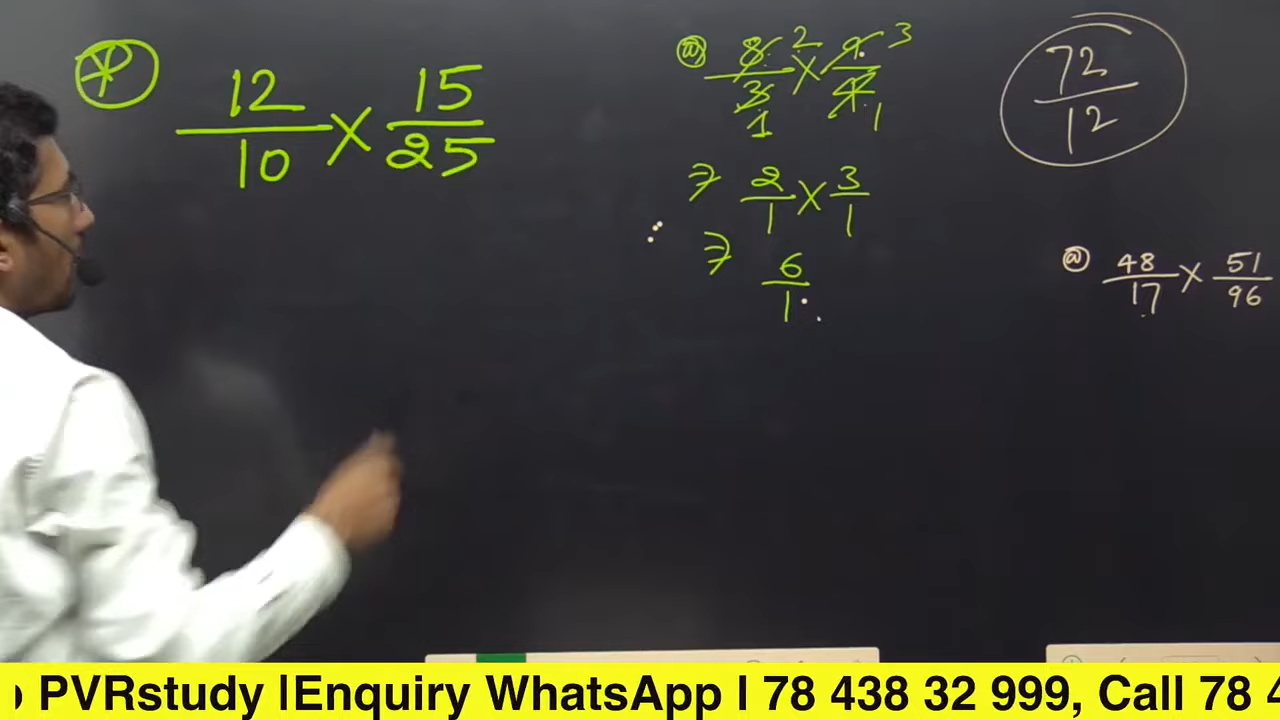 12/10 X 15/25
@ 8/3 X 9/4
2 3
1 1
⇒ 2/1 X 3/1
⇒ 6/1
72/12
@ 48/17 X 51/96
PVRstudy |Enquiry WhatsApp | 78 438 32 999, Call 78 4